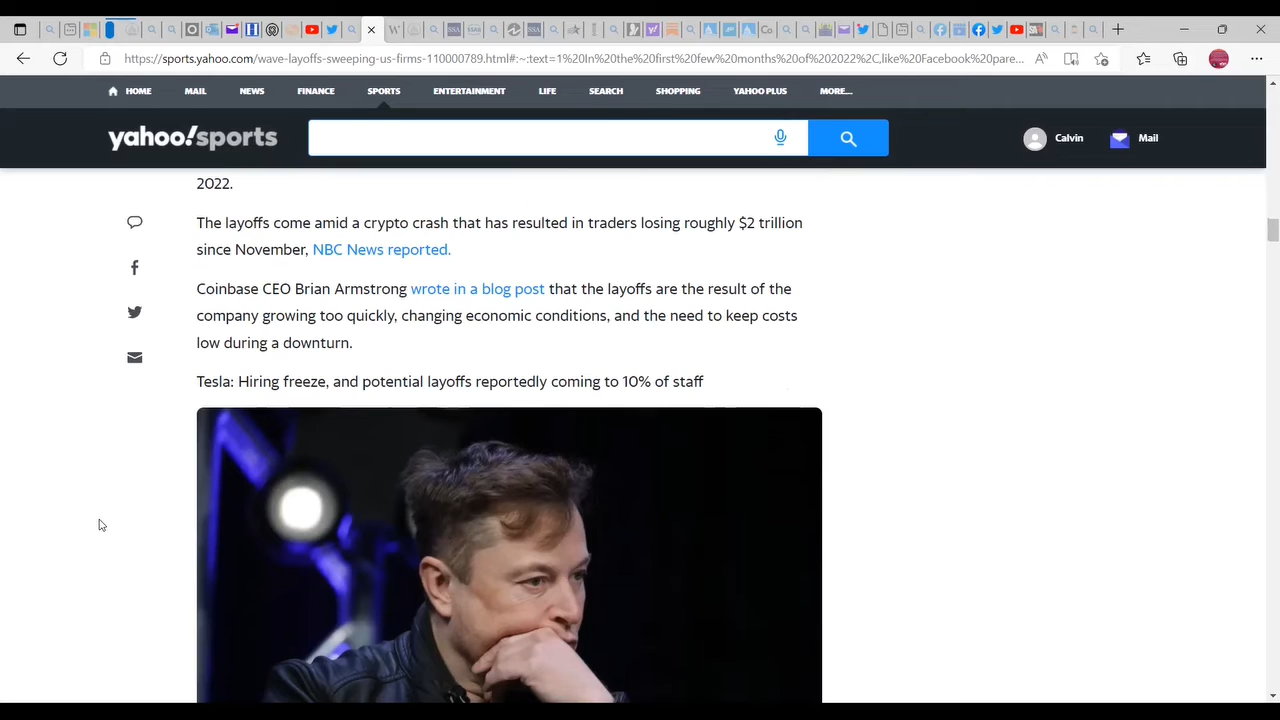 https://sports.yahoo.com/wave-layoffs-sweeping-us-firms-110000789.html#:~:text=1%20In%20the%20first%20few%20months%20of%202022%2C,like%20Facebook%20pare...
HOME MAIL NEWS FINANCE SPORTS ENTERTAINMENT LIFE SEARCH SHOPPING YAHOO PLUS MORE...
yahoo!sports Calvin Mail
2022.
The layoffs come amid a crypto crash that has resulted in traders losing roughly $2 trillion
since November, NBC News reported.
Coinbase CEO Brian Armstrong wrote in a blog post that the layoffs are the result of the
company growing too quickly, changing economic conditions, and the need to keep costs
low during a downturn.
Tesla: Hiring freeze, and potential layoffs reportedly coming to 10% of staff